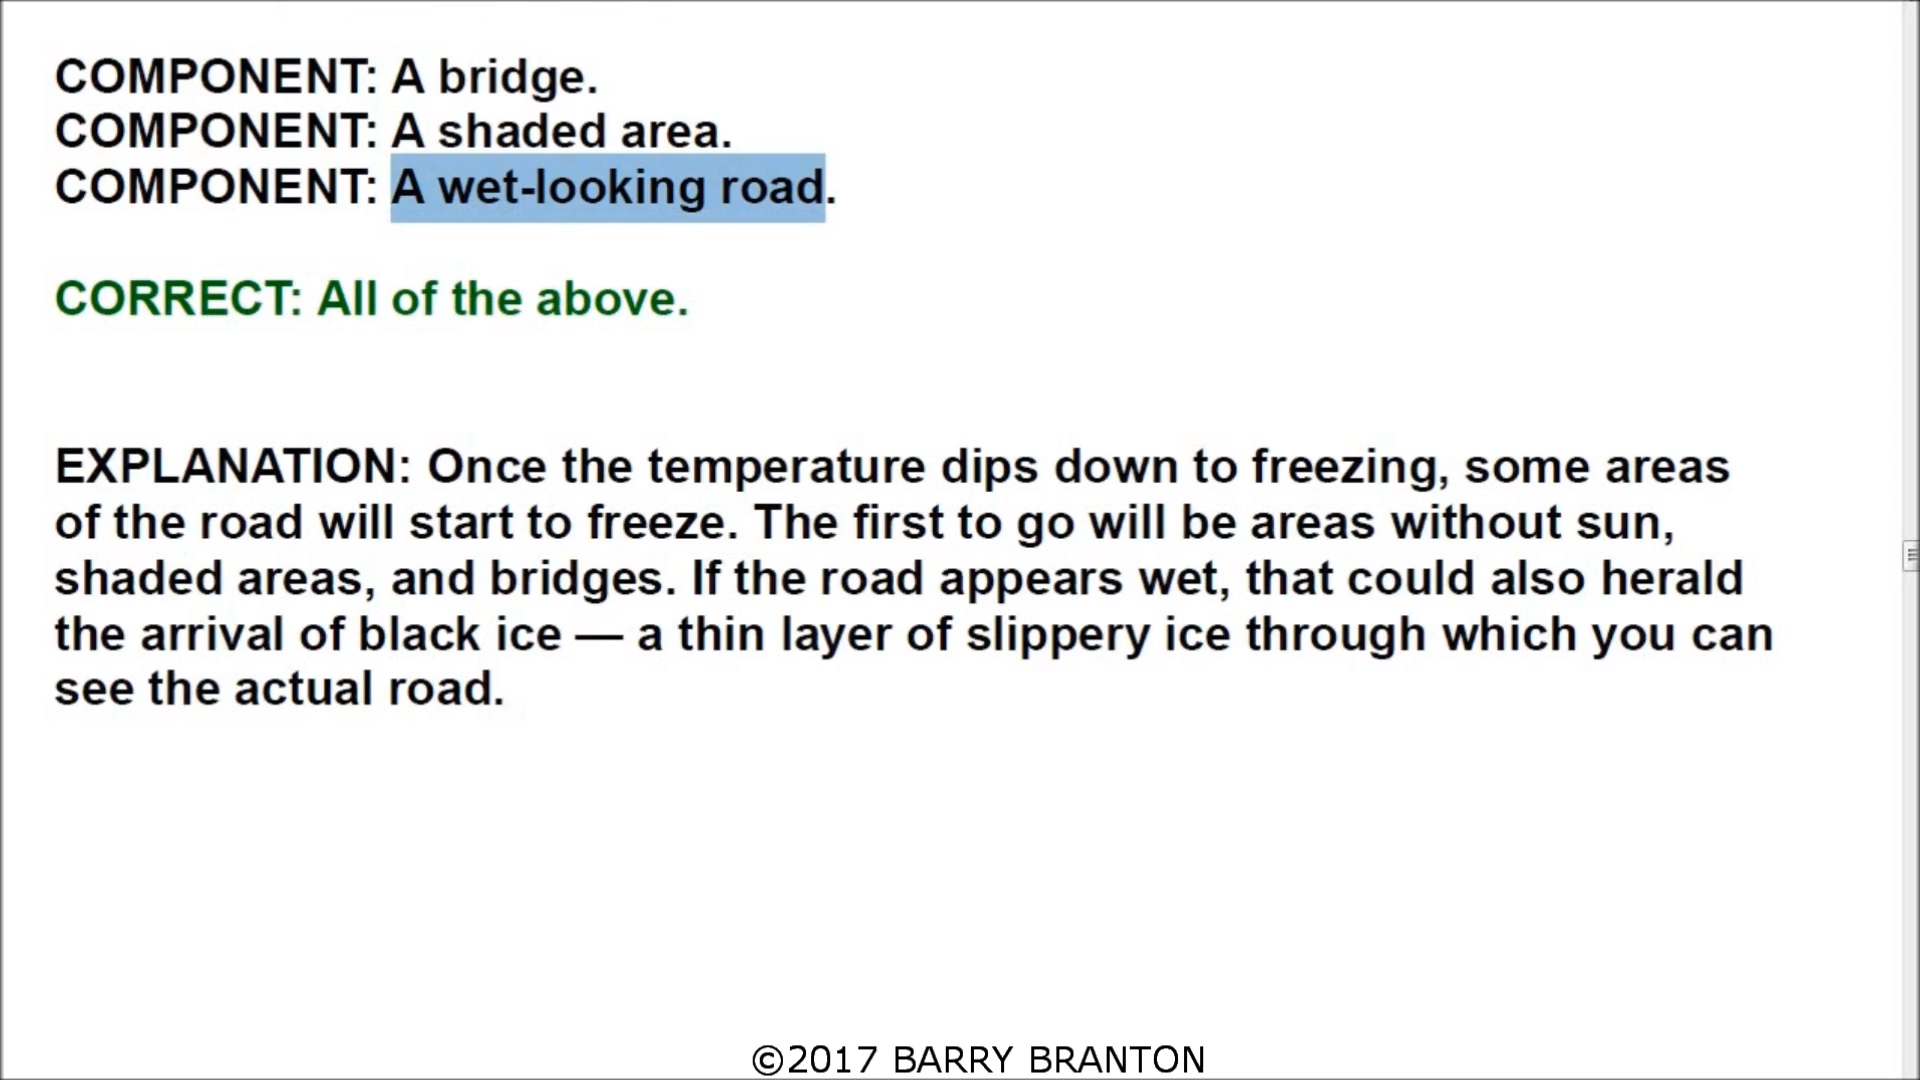 COMPONENT: A bridge.
COMPONENT: A shaded area.
COMPONENT: A wet-looking road.
CORRECT: All of the above.
EXPLANATION: Once the temperature dips down to freezing, some areas
of the road will start to freeze. The first to go will be areas without sun,
shaded areas, and bridges. If the road appears wet, that could also herald
the arrival of black ice — a thin layer of slippery ice through which you can
see the actual road.
©2017 BARRY BRANTON